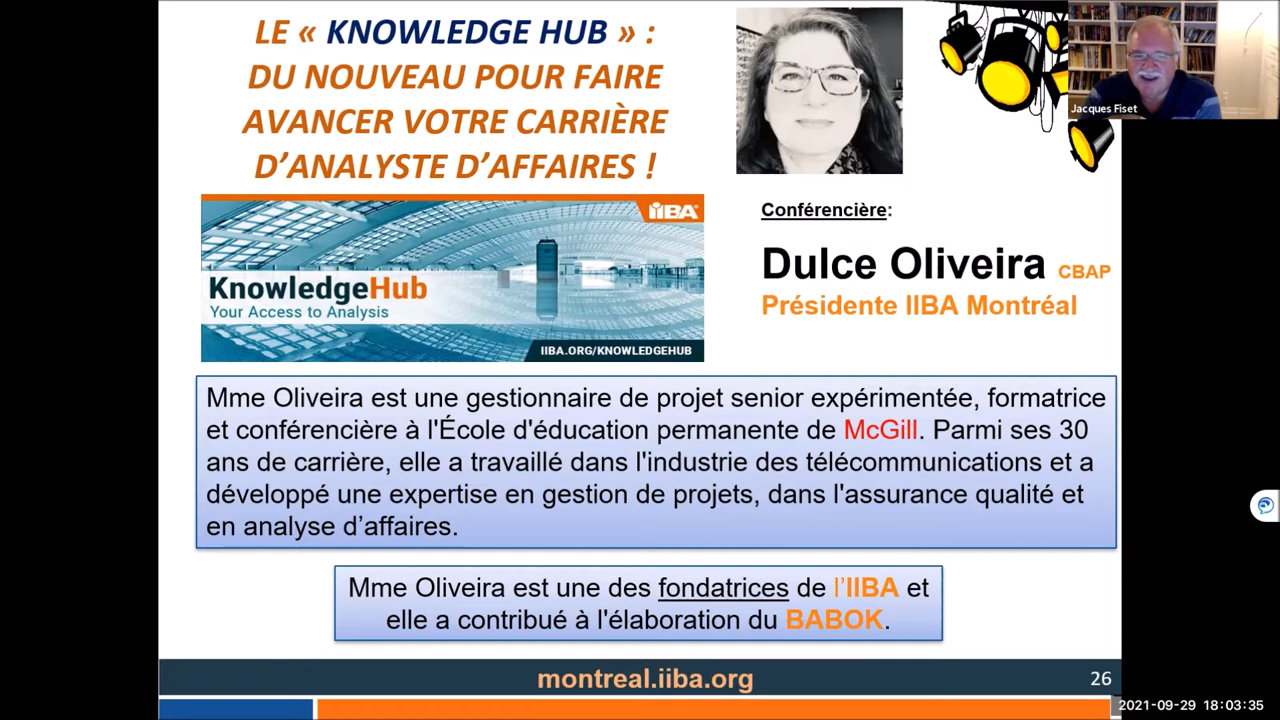 LE « KNOWLEDGE HUB » :
DU NOUVEAU POUR FAIRE
AVANCER VOTRE CARRIÈRE
D’ANALYSTE D’AFFAIRES !
Jacques Fiset
iiBA
KnowledgeHub
Your Access to Analysis
IIBA.ORG/KNOWLEDGEHUB
Conférencière:
Dulce Oliveira CBAP
Présidente IIBA Montréal
Mme Oliveira est une gestionnaire de projet senior expérimentée, formatrice
et conférencière à l'École d'éducation permanente de McGill. Parmi ses 30
ans de carrière, elle a travaillé dans l'industrie des télécommunications et a
développé une expertise en gestion de projets, dans l'assurance qualité et
en analyse d’affaires.
Mme Oliveira est une des fondatrices de l’IIBA et
elle a contribué à l'élaboration du BABOK.
montreal.iiba.org
26
2021-09-29 18:03:35